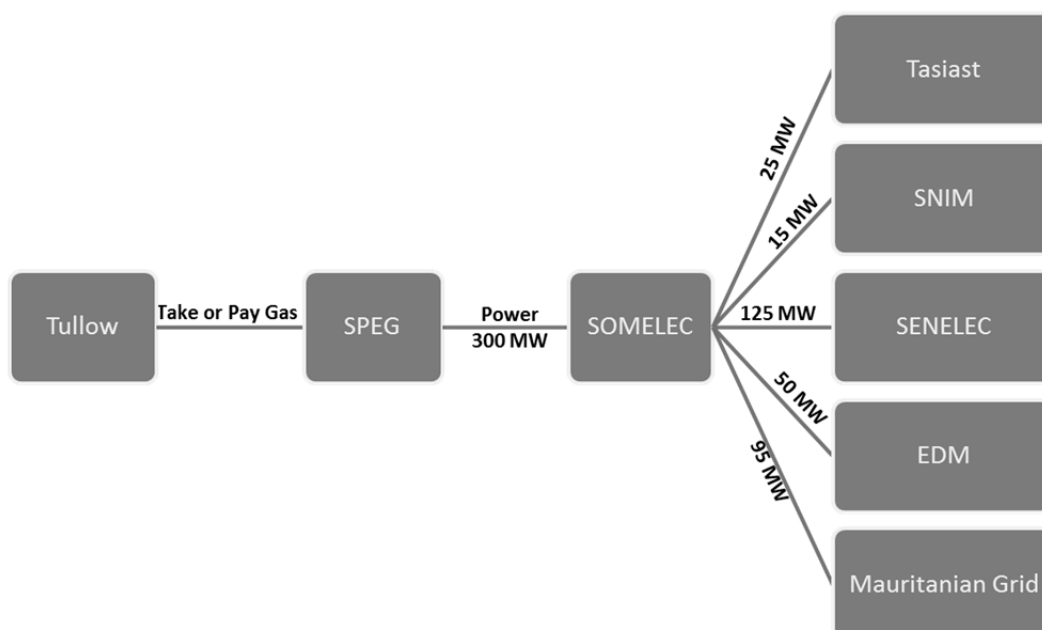 Tullow
Take or Pay Gas
SPEG
Power
300 MW
SOMELEC
25 MW
Tasiast
15 MW
SNIM
125 MW
SENELEC
50 MW
EDM
95 MW
Mauritanian Grid